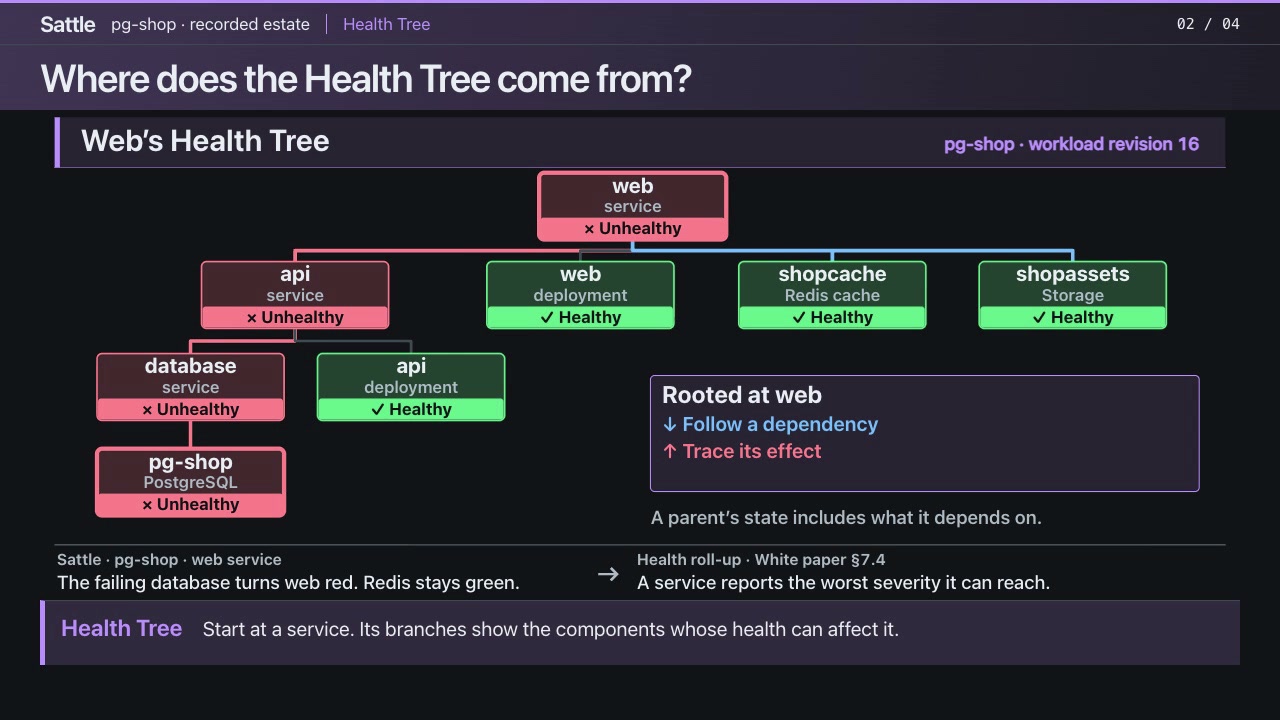 Sattle pg-shop · recorded estate Health Tree 02 / 04
Where does the Health Tree come from?
Web's Health Tree pg-shop · workload revision 16
web
service
× Unhealthy
api
service
× Unhealthy
web
deployment
✓ Healthy
shopcache
Redis cache
✓ Healthy
shopassets
Storage
✓ Healthy
database
service
× Unhealthy
api
deployment
✓ Healthy
pg-shop
PostgreSQL
× Unhealthy
Rooted at web
↓ Follow a dependency
↑ Trace its effect
A parent's state includes what it depends on.
Sattle · pg-shop · web service
The failing database turns web red. Redis stays green.
→
Health roll-up · White paper §7.4
A service reports the worst severity it can reach.
Health Tree Start at a service. Its branches show the components whose health can affect it.